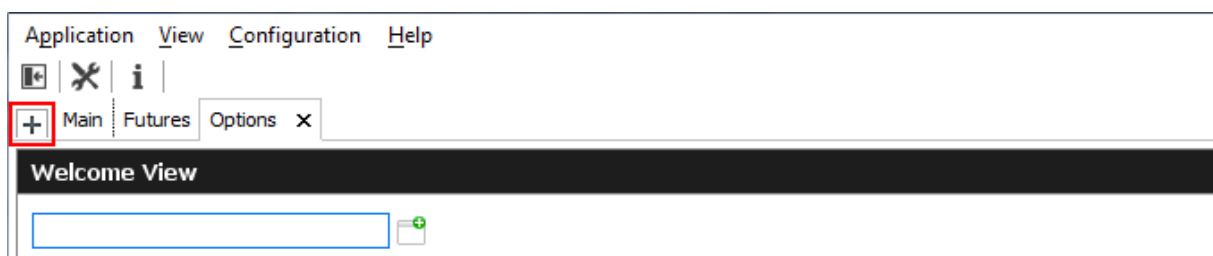 Application View Configuration Help
i
+ Main Futures Options ×
Welcome View